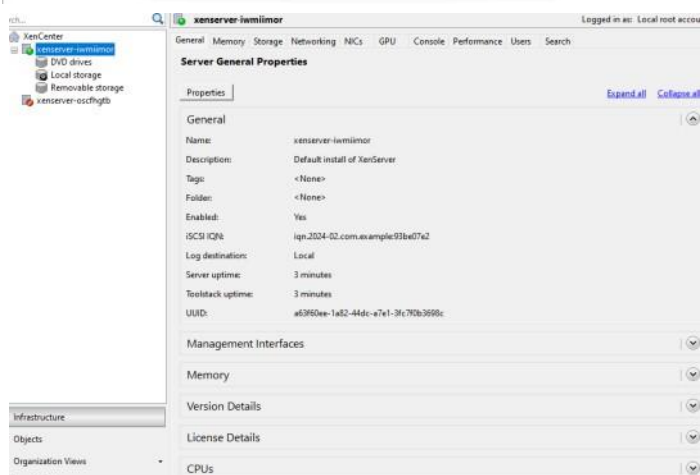 rch...
xenserver-iwmiimor
Logged in as: Local root accou
XenCenter
xenserver-iwmiimor
DVD drives
Local storage
Removable storage
xenserver-oscfhgtb
General Memory Storage Networking NICs GPU Console Performance Users Search
Server General Properties
Properties
Expand all Collapse all
General
Name: xenserver-iwmiimor
Description: Default install of XenServer
Tags: <None>
Folder: <None>
Enabled: Yes
iSCSI IQN: iqn.2024-02.com.example:93be07e2
Log destination: Local
Server uptime: 3 minutes
Toolstack uptime: 3 minutes
UUID: a63f60ee-1a82-44dc-a7e1-3fc7f0b3698c
Management Interfaces
Memory
Version Details
License Details
CPUs
Infrastructure
Objects
Organization Views